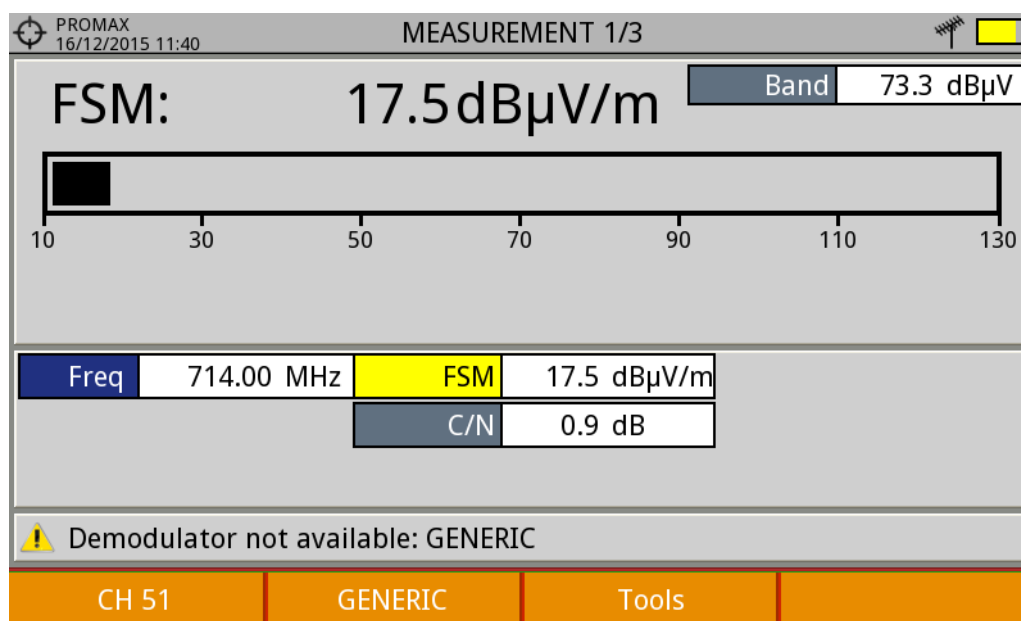 PROMAX
16/12/2015 11:40
MEASUREMENT 1/3
FSM: 17.5 dBµV/m
Band 73.3 dBµV
10 30 50 70 90 110 130
Freq 714.00 MHz FSM 17.5 dBµV/m
C/N 0.9 dB
Demodulator not available: GENERIC
CH 51 GENERIC Tools